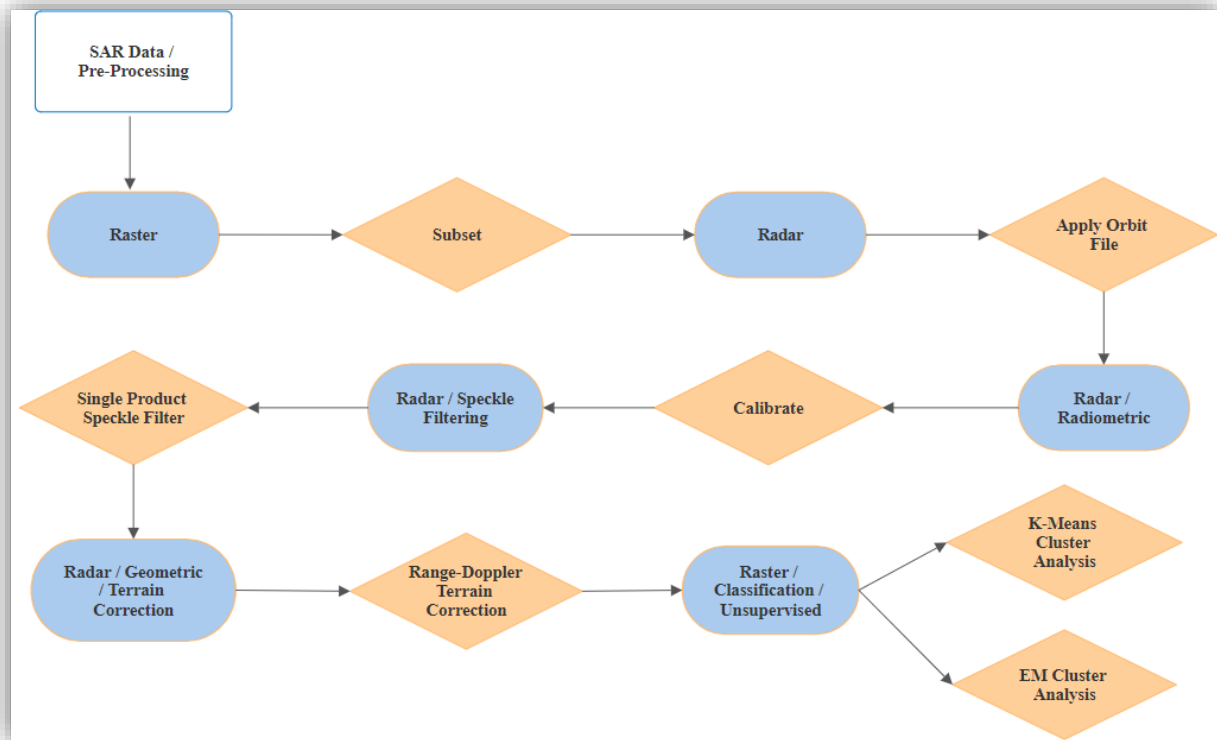 SAR Data /
Pre-Processing
Raster
Subset
Radar
Apply Orbit
File
Radar /
Radiometric
Calibrate
Radar / Speckle
Filtering
Single Product
Speckle Filter
Radar / Geometric
/ Terrain
Correction
Range-Doppler
Terrain
Correction
Raster /
Classification /
Unsupervised
K-Means
Cluster
Analysis
EM Cluster
Analysis